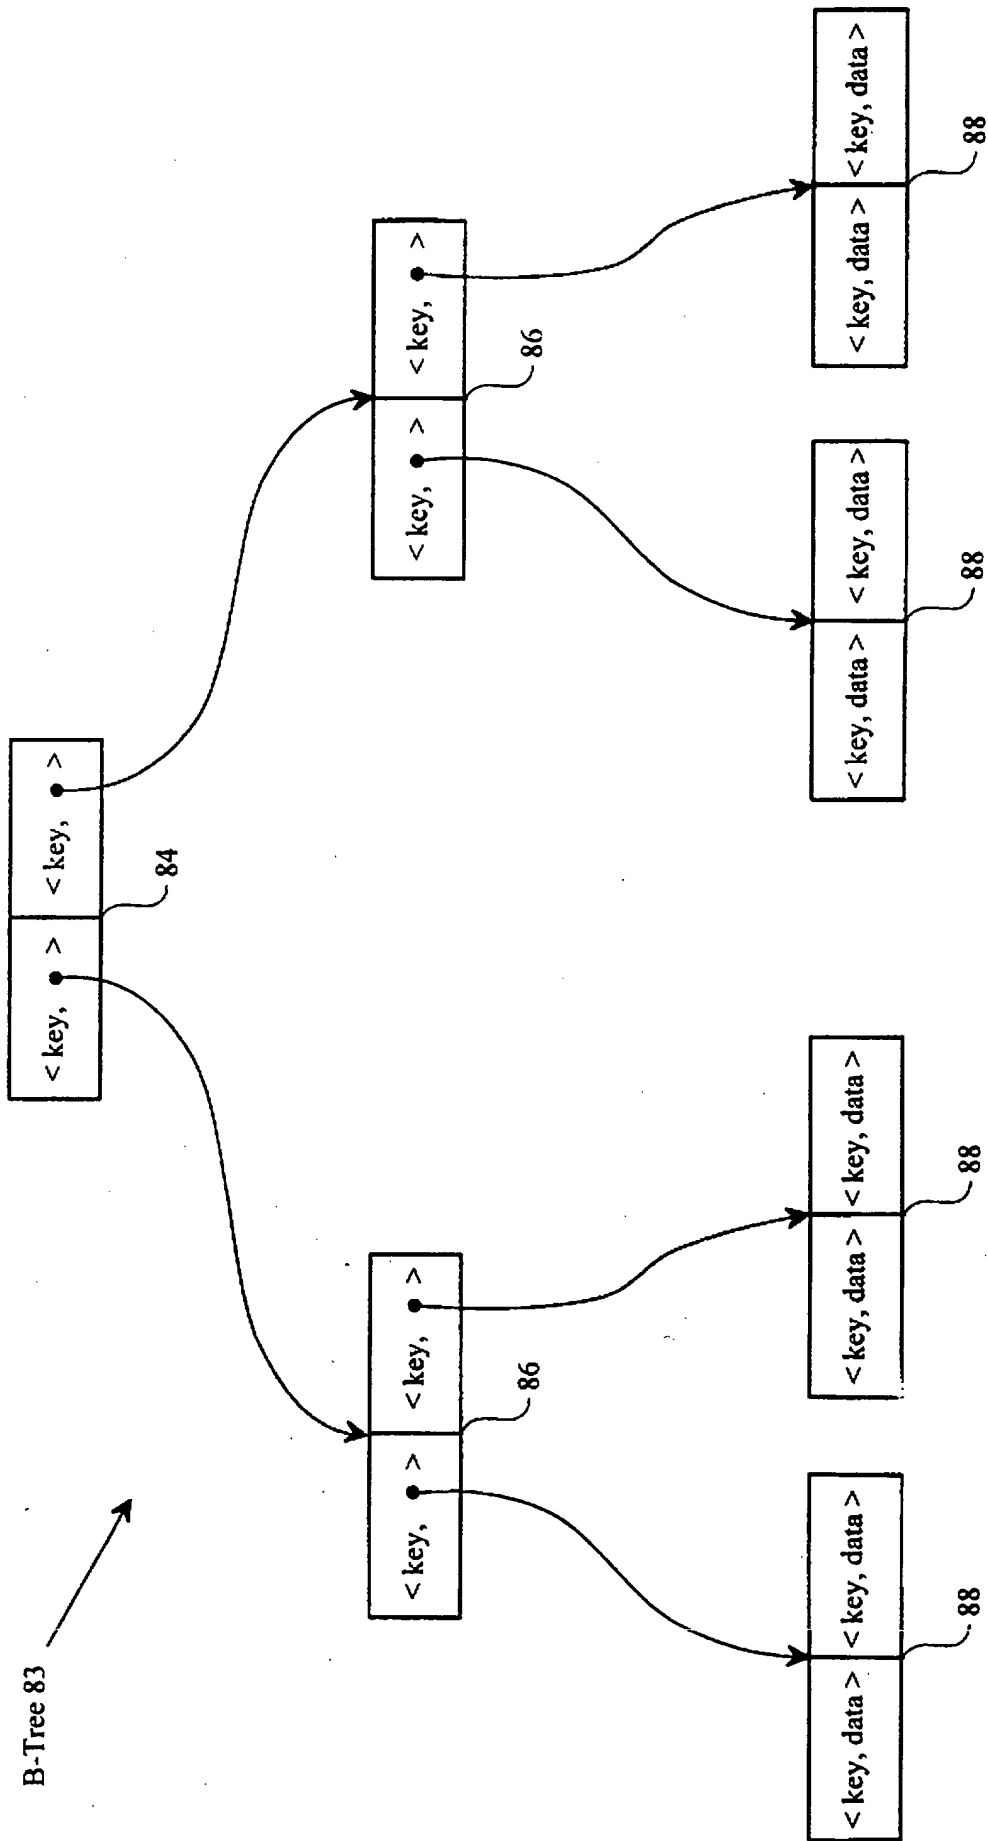 B-Tree 83
< key, >
< key, >
84
< key, >
< key, >
86
< key, >
< key, >
86
< key, data >
< key, data >
88
< key, data >
< key, data >
88
< key, data >
< key, data >
88
< key, data >
< key, data >
88